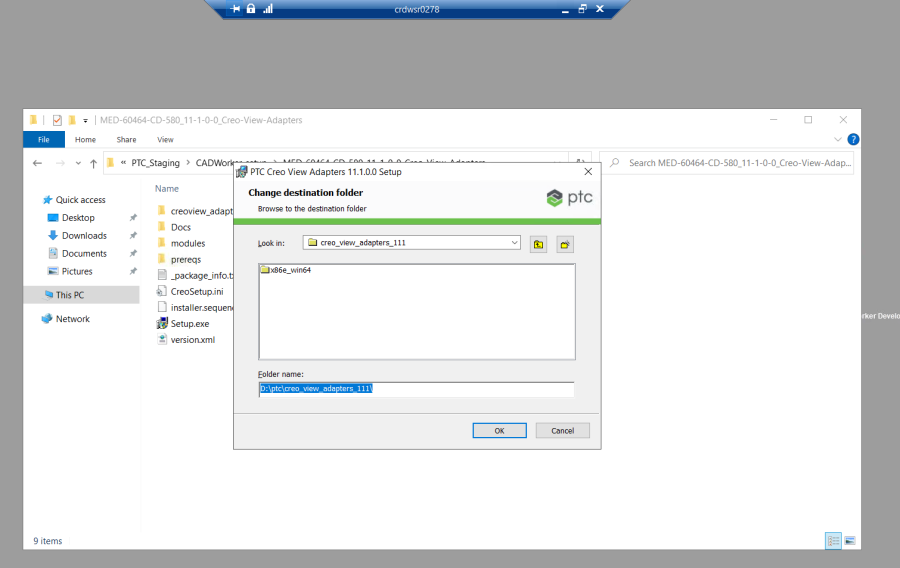 crdwsr0278
MED-60464-CD-580_11-1-0-0_Creo-View-Adapters
File Home Share View
« PTC_Staging > CADWorker_setup > MED-60464-CD-580_11-1-0-0_Creo-View-Adapters
Search MED-60464-CD-580_11-1-0-0_Creo-View-Adap...
Quick access
Desktop
Downloads
Documents
Pictures
This PC
Network
Name
creoview_adapt
Docs
modules
prereqs
_package_info.t
CreoSetup.ini
installer.sequen
Setup.exe
version.xml
PTC Creo View Adapters 11.1.0.0 Setup
Change destination folder
Browse to the destination folder
ptc
Look in: creo_view_adapters_111
x86e_win64
Folder name:
D:\ptc\creo_view_adapters_111\
OK Cancel
rker Develo
9 items